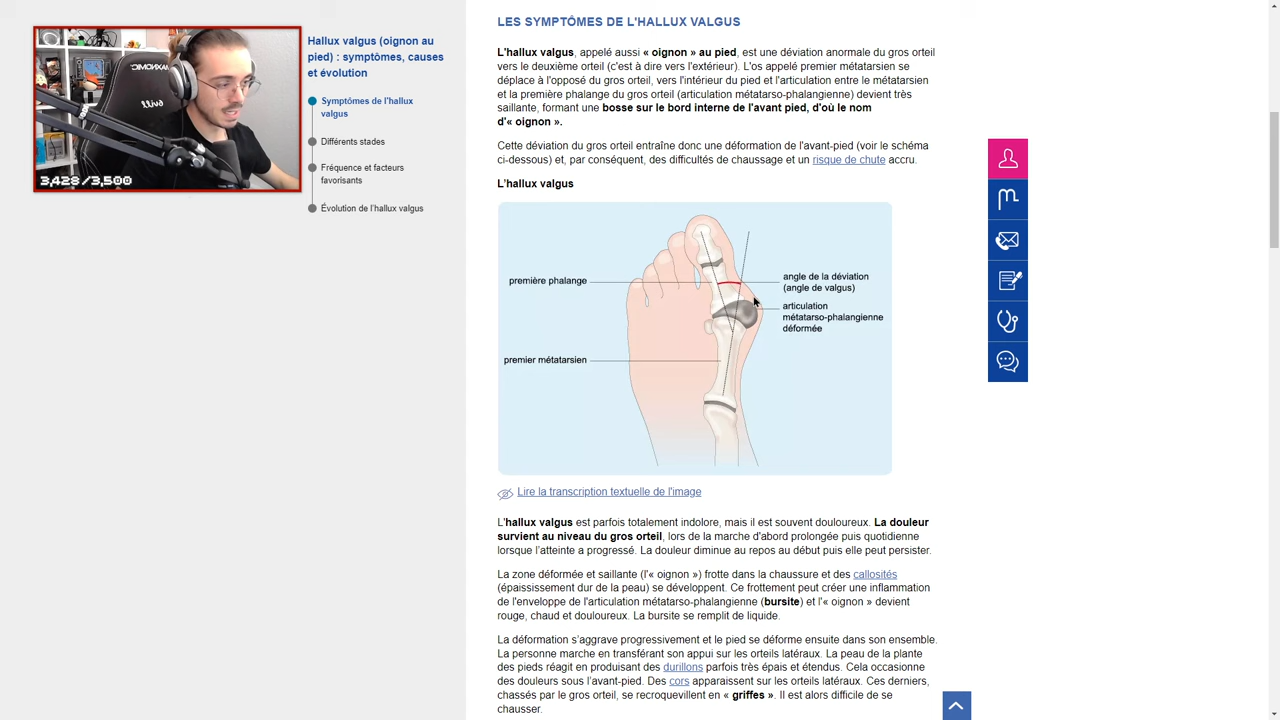 3,423/3,500
Hallux valgus (oignon au
pied) : symptômes, causes
et évolution
Symptômes de l'hallux
valgus
Différents stades
Fréquence et facteurs
favorisants
Évolution de l'hallux valgus
LES SYMPTÔMES DE L'HALLUX VALGUS
L'hallux valgus, appelé aussi « oignon » au pied, est une déviation anormale du gros orteil
vers le deuxième orteil (c'est à dire vers l'extérieur). L'os appelé premier métatarsien se
déplace à l'opposé du gros orteil, vers l'intérieur du pied et l'articulation entre le métatarsien
et la première phalange du gros orteil (articulation métatarso-phalangienne) devient très
saillante, formant une bosse sur le bord interne de l'avant pied, d'où le nom
d'« oignon ».
Cette déviation du gros orteil entraîne donc une déformation de l'avant-pied (voir le schéma
ci-dessous) et, par conséquent, des difficultés de chaussage et un risque de chute accru.
L'hallux valgus
première phalange
angle de la déviation
(angle de valgus)
articulation
métatarso-phalangienne
déformée
premier métatarsien
Lire la transcription textuelle de l'image
L'hallux valgus est parfois totalement indolore, mais il est souvent douloureux. La douleur
survient au niveau du gros orteil, lors de la marche d'abord prolongée puis quotidienne
lorsque l'atteinte a progressé. La douleur diminue au repos au début puis elle peut persister.
La zone déformée et saillante (l'« oignon ») frotte dans la chaussure et des callosités
(épaississement dur de la peau) se développent. Ce frottement peut créer une inflammation
de l'enveloppe de l'articulation métatarso-phalangienne (bursite) et l'« oignon » devient
rouge, chaud et douloureux. La bursite se remplit de liquide.
La déformation s'aggrave progressivement et le pied se déforme ensuite dans son ensemble.
La personne marche en transférant son appui sur les orteils latéraux. La peau de la plante
des pieds réagit en produisant des durillons parfois très épais et étendus. Cela occasionne
des douleurs sous l'avant-pied. Des cors apparaissent sur les orteils latéraux. Ces derniers,
chassés par le gros orteil, se recroquevillent en « griffes ». Il est alors difficile de se
chausser.